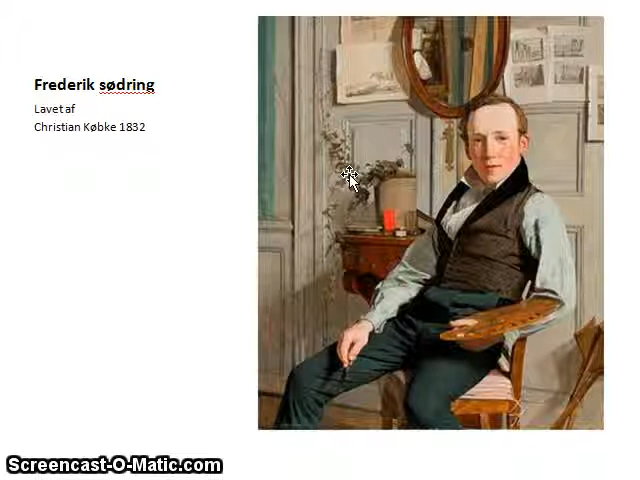 Frederik sødring
Lavet af
Christian Købke 1832
Screencast-O-Matic.com